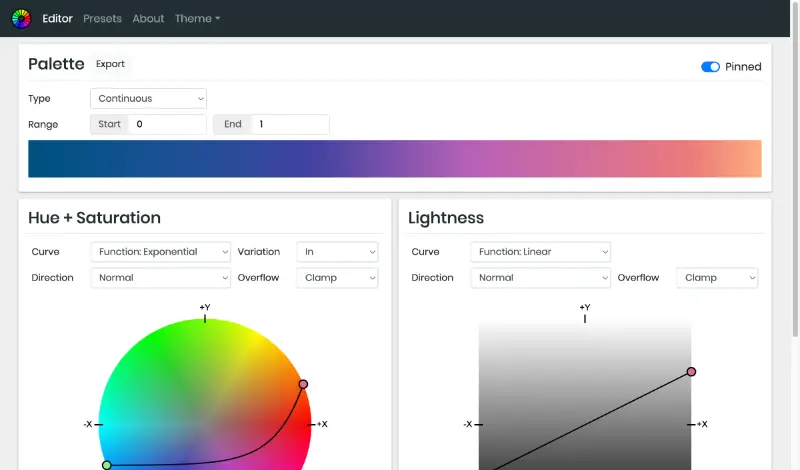 Editor Presets About Theme
Palette Export Pinned
Type Continuous
Range Start 0 End 1
Hue + Saturation
Curve Function: Exponential Variation In
Direction Normal Overflow Clamp
+Y
-X +X
Lightness
Curve Function: Linear
Direction Normal Overflow Clamp
+Y
-X +X